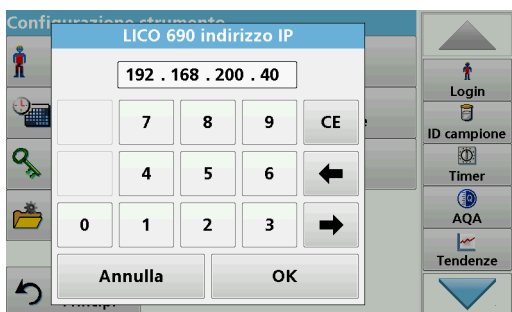 Configurazione strumento
LICO 690 indirizzo IP
192 . 168 . 200 . 40
7 8 9 CE
4 5 6
0 1 2 3
Annulla OK
Login
ID campione
Timer
AQA
Tendenze